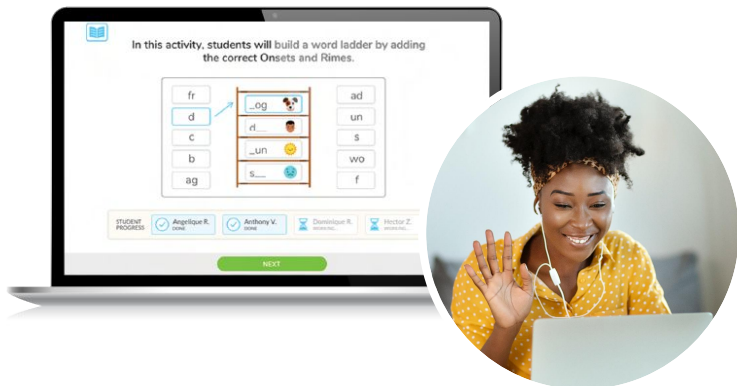 In this activity, students will build a word ladder by adding
the correct Onsets and Rimes.
fr
d
c
b
ag
_og
d__
_un
s__
ad
un
s
wo
f
STUDENT
PROGRESS
Angelique R.
DONE
Anthony V.
DONE
Dominique R.
Hector Z.
NEXT